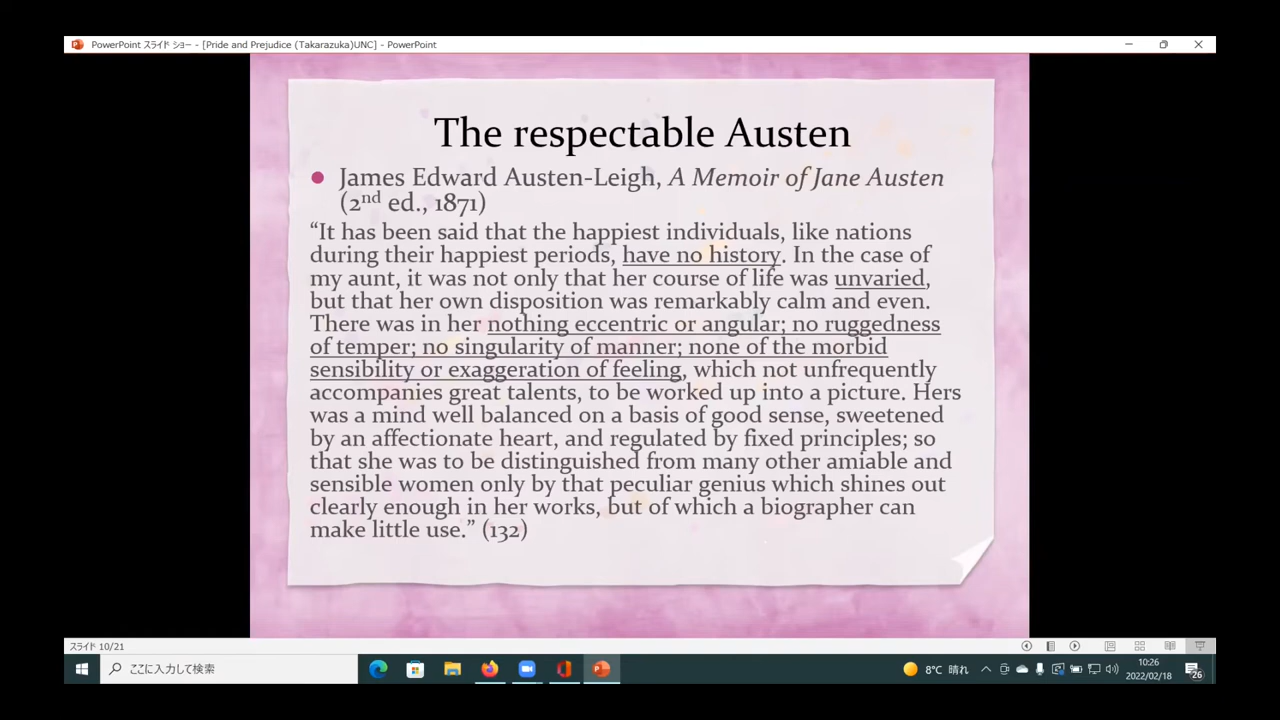 PowerPoint スライド ショー - [Pride and Prejudice (Takarazuka)UNC] - PowerPoint
The respectable Austen
James Edward Austen-Leigh, A Memoir of Jane Austen
(2nd ed., 1871)
“It has been said that the happiest individuals, like nations
during their happiest periods, have no history. In the case of
my aunt, it was not only that her course of life was unvaried,
but that her own disposition was remarkably calm and even.
There was in her nothing eccentric or angular; no ruggedness
of temper; no singularity of manner; none of the morbid
sensibility or exaggeration of feeling, which not unfrequently
accompanies great talents, to be worked up into a picture. Hers
was a mind well balanced on a basis of good sense, sweetened
by an affectionate heart, and regulated by fixed principles; so
that she was to be distinguished from many other amiable and
sensible women only by that peculiar genius which shines out
clearly enough in her works, but of which a biographer can
make little use.” (132)
スライド 10/21
ここに入力して検索
8°C 晴れ
10:26
2022/02/18
26